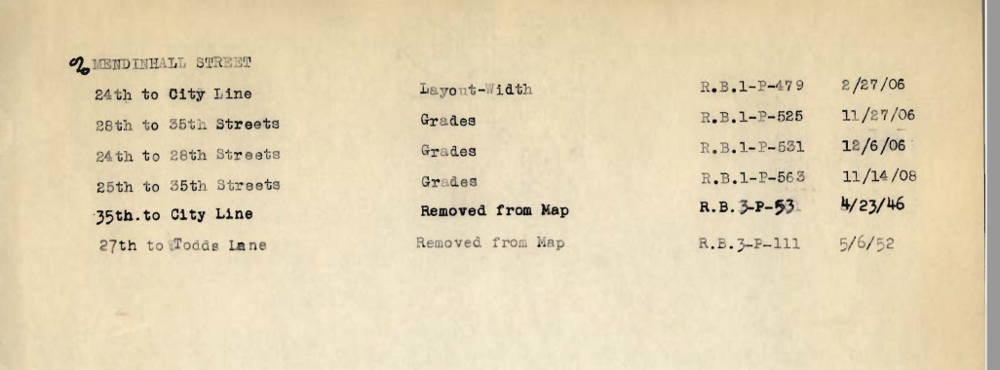 So MENDINHALL STREET
24th to City Line Layout-Width R.B.1-P-479 2/27/06
28th to 35th Streets Grades R.B.1-P-525 11/27/06
24th to 28th Streets Grades R.B.1-P-531 12/6/06
25th to 35th Streets Grades R.B.1-P-563 11/14/08
35th.to City Line Removed from Map R.B.3-P-53 4/23/46
27th to Todds Lane Removed from Map R.B.3-P-111 5/6/52